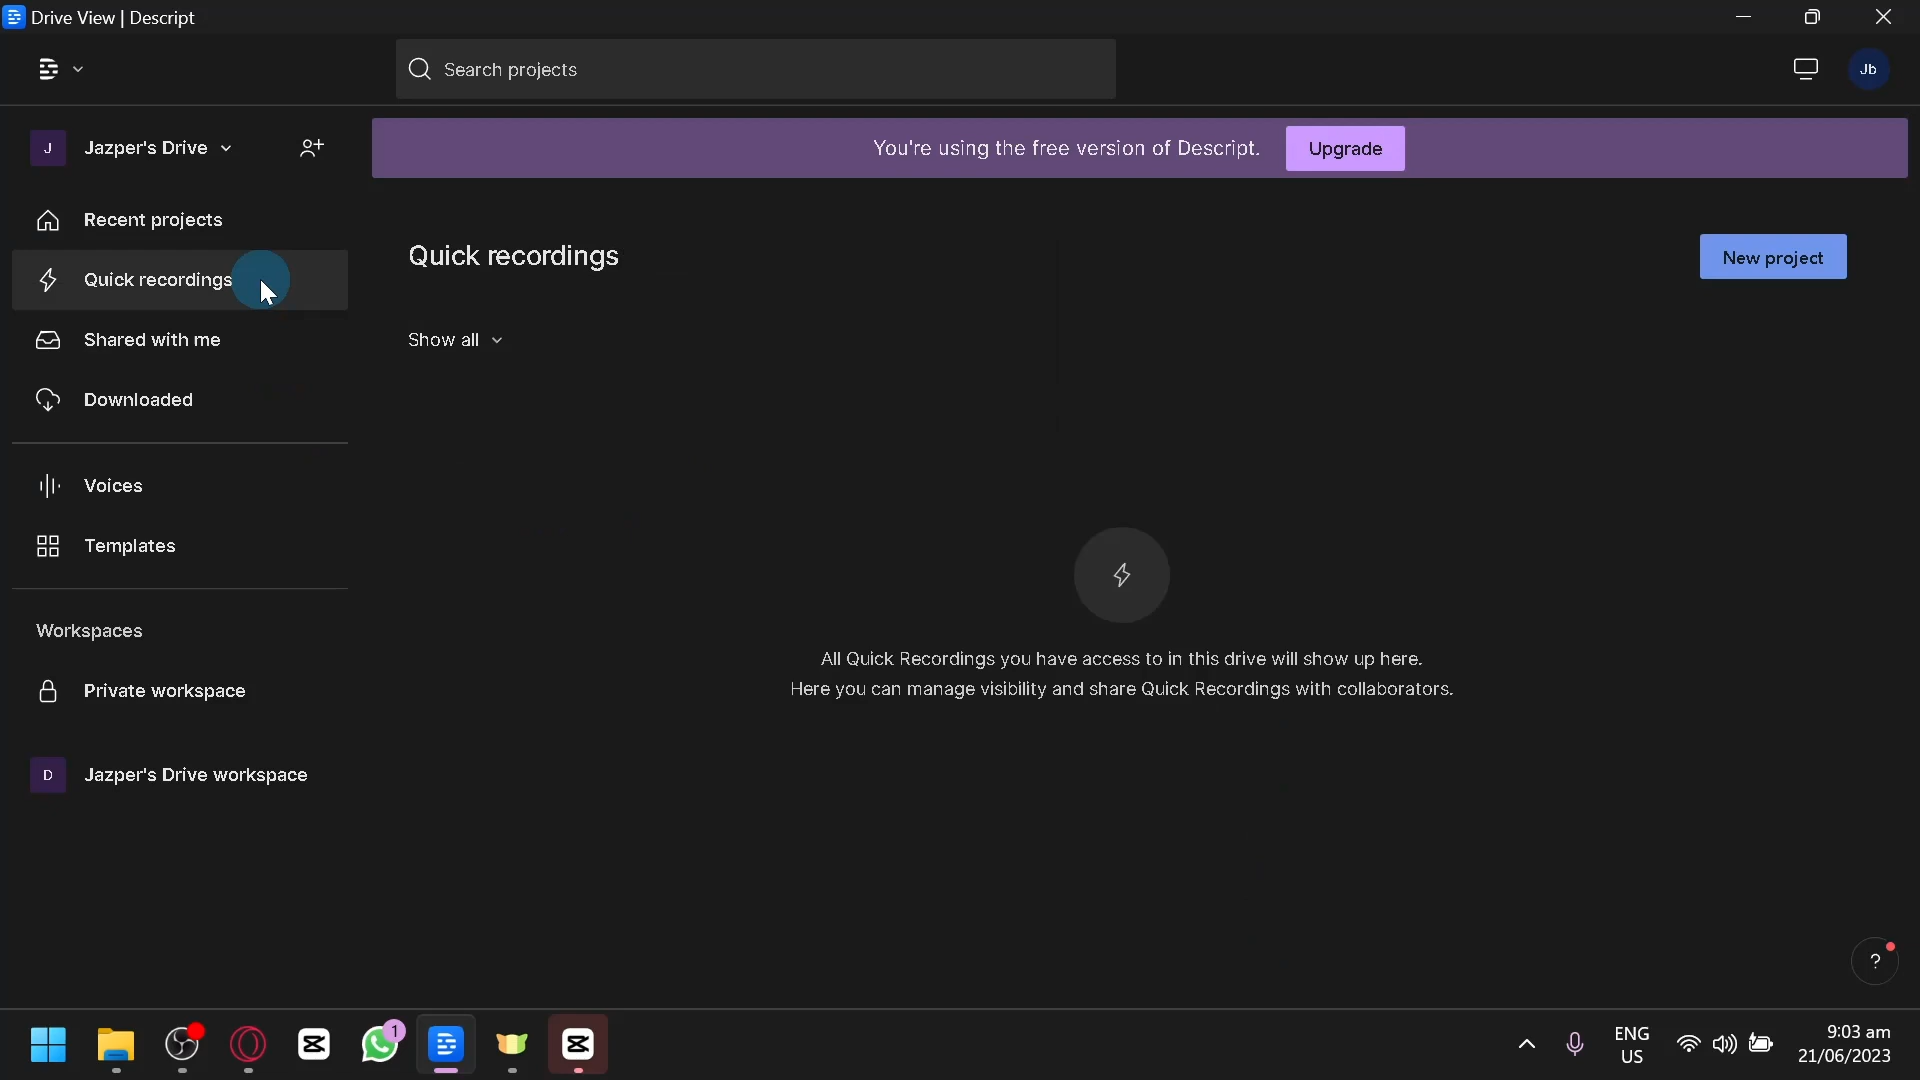 Drive View | Descript
Search projects
Jb
J Jazper's Drive
You're using the free version of Descript.
Upgrade
Recent projects
Quick recordings
Quick recordings
New project
Shared with me
Show all
Downloaded
Voices
Templates
All Quick Recordings you have access to in this drive will show up here.
Here you can manage visibility and share Quick Recordings with collaborators.
Workspaces
Private workspace
D Jazper's Drive workspace
?
1
ENG
US
9:03 am
21/06/2023